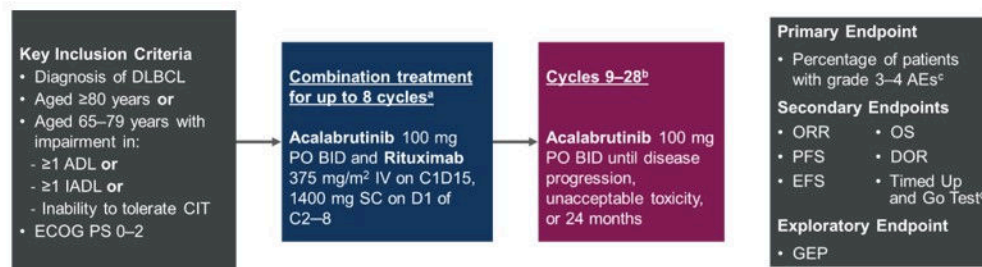 Key Inclusion Criteria
• Diagnosis of DLBCL
• Aged ≥80 years or
• Aged 65–79 years with
impairment in:
- ≥1 ADL or
- ≥1 IADL or
- Inability to tolerate CIT
• ECOG PS 0–2
Combination treatment
for up to 8 cyclesᵃ
Acalabrutinib 100 mg
PO BID and Rituximab
375 mg/m² IV on C1D15,
1400 mg SC on D1 of
C2–8
Cycles 9–28ᵇ
Acalabrutinib 100 mg
PO BID until disease
progression,
unacceptable toxicity,
or 24 months
Primary Endpoint
• Percentage of patients
with grade 3–4 AEsᶜ
Secondary Endpoints
• ORR • OS
• PFS • DOR
• EFS • Timed Up
and Go Test
Exploratory Endpoint
• GEP